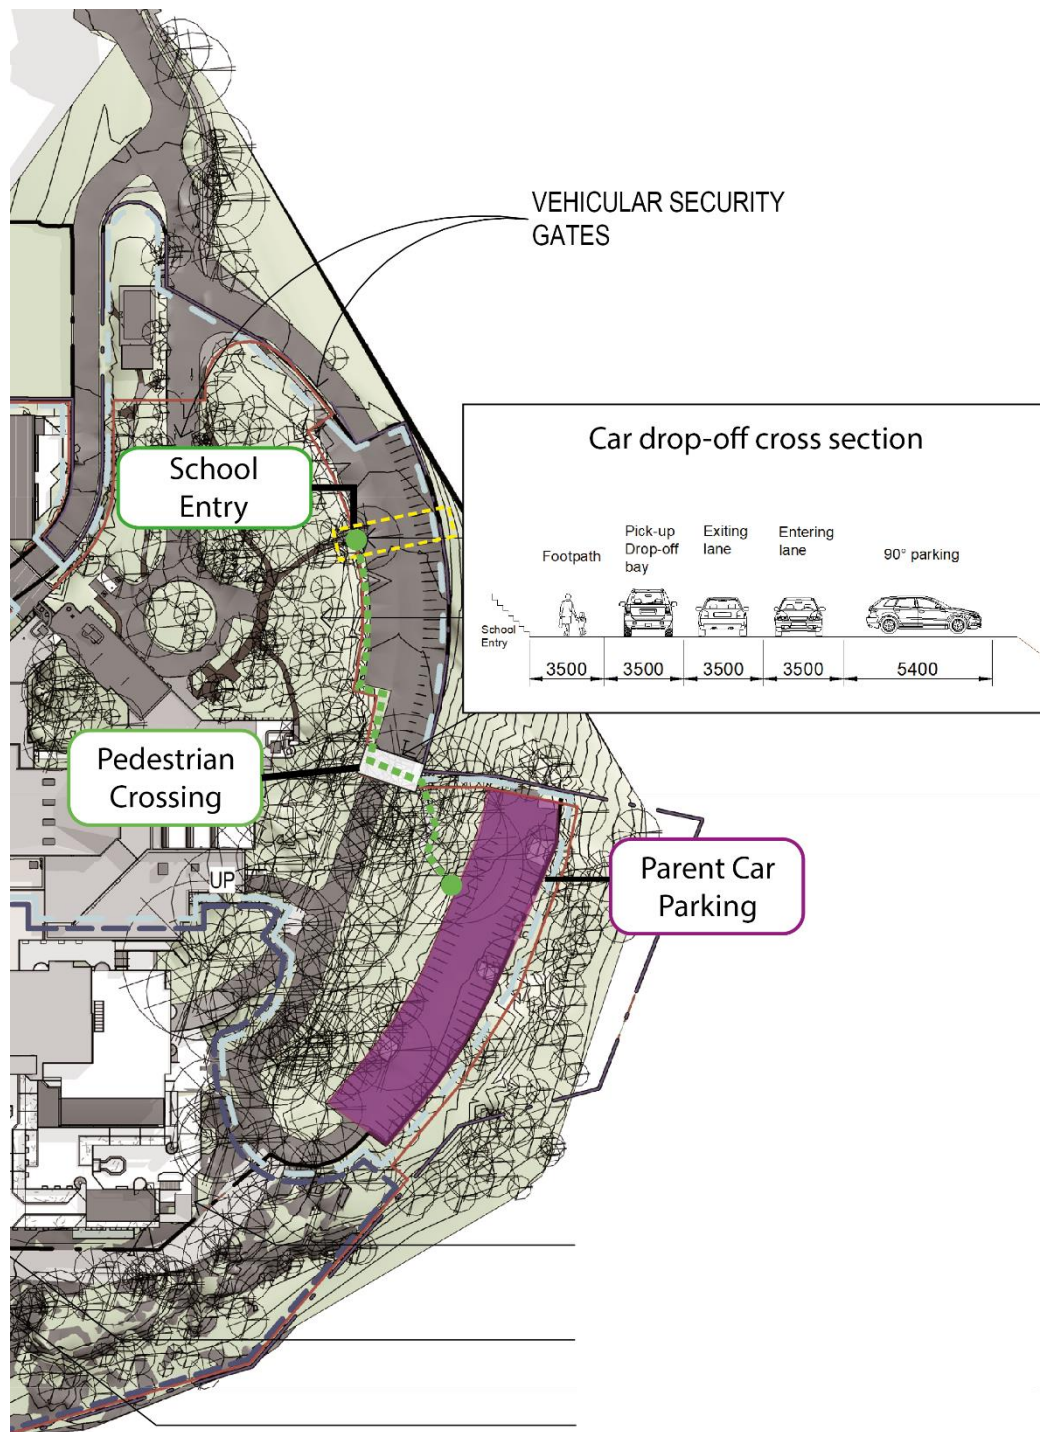 VEHICULAR SECURITY
GATES
School
Entry
Car drop-off cross section
Footpath
Pick-up
Drop-off
bay
Exiting
lane
Entering
lane
90° parking
School
Entry
3500
3500
3500
3500
5400
Pedestrian
Crossing
UP
Parent Car
Parking